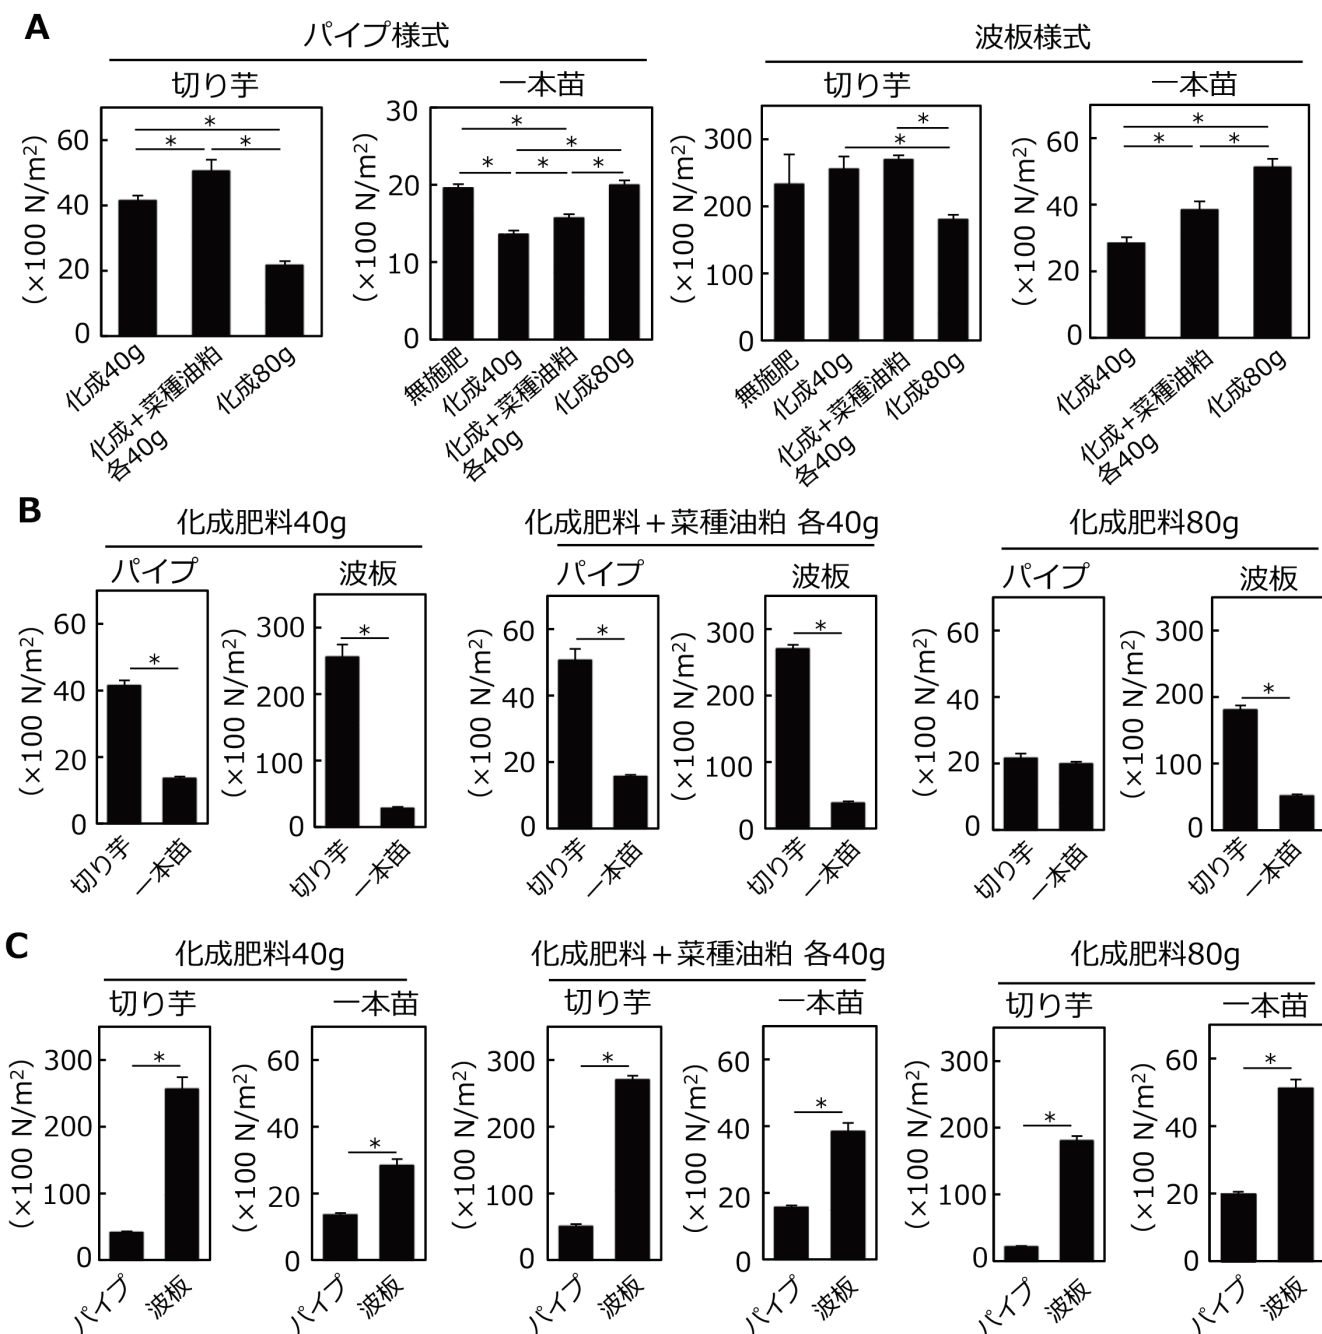 A
パイプ様式
波板様式
切り芋
一本苗
切り芋
一本苗
(×100 N/m²)
60
40
20
0
*
*
*
化成40g
化成+菜種油粕
各40g
化成80g
(×100 N/m²)
30
20
10
0
*
*
*
*
*
無施肥
化成40g
化成+菜種油粕
各40g
化成80g
(×100 N/m²)
300
200
100
0
*
*
無施肥
化成40g
化成+菜種油粕
各40g
化成80g
(×100 N/m²)
60
40
20
0
*
*
*
化成40g
化成+菜種油粕
各40g
化成80g
B
化成肥料40g
化成肥料+菜種油粕 各40g
化成肥料80g
パイプ
波板
パイプ
波板
パイプ
波板
(×100 N/m²)
60
40
20
0
*
切り芋
一本苗
(×100 N/m²)
300
200
100
0
*
切り芋
一本苗
(×100 N/m²)
60
40
20
0
*
切り芋
一本苗
(×100 N/m²)
300
200
100
0
*
切り芋
一本苗
(×100 N/m²)
60
40
20
0
切り芋
一本苗
(×100 N/m²)
300
200
100
0
*
切り芋
一本苗
C
化成肥料40g
化成肥料+菜種油粕 各40g
化成肥料80g
切り芋
一本苗
切り芋
一本苗
切り芋
一本苗
(×100 N/m²)
300
200
100
0
*
パイプ
波板
(×100 N/m²)
60
40
20
0
*
パイプ
波板
(×100 N/m²)
300
200
100
0
*
パイプ
波板
(×100 N/m²)
60
40
20
0
*
パイプ
波板
(×100 N/m²)
300
200
100
0
*
パイプ
波板
(×100 N/m²)
60
40
20
0
*
パイプ
波板